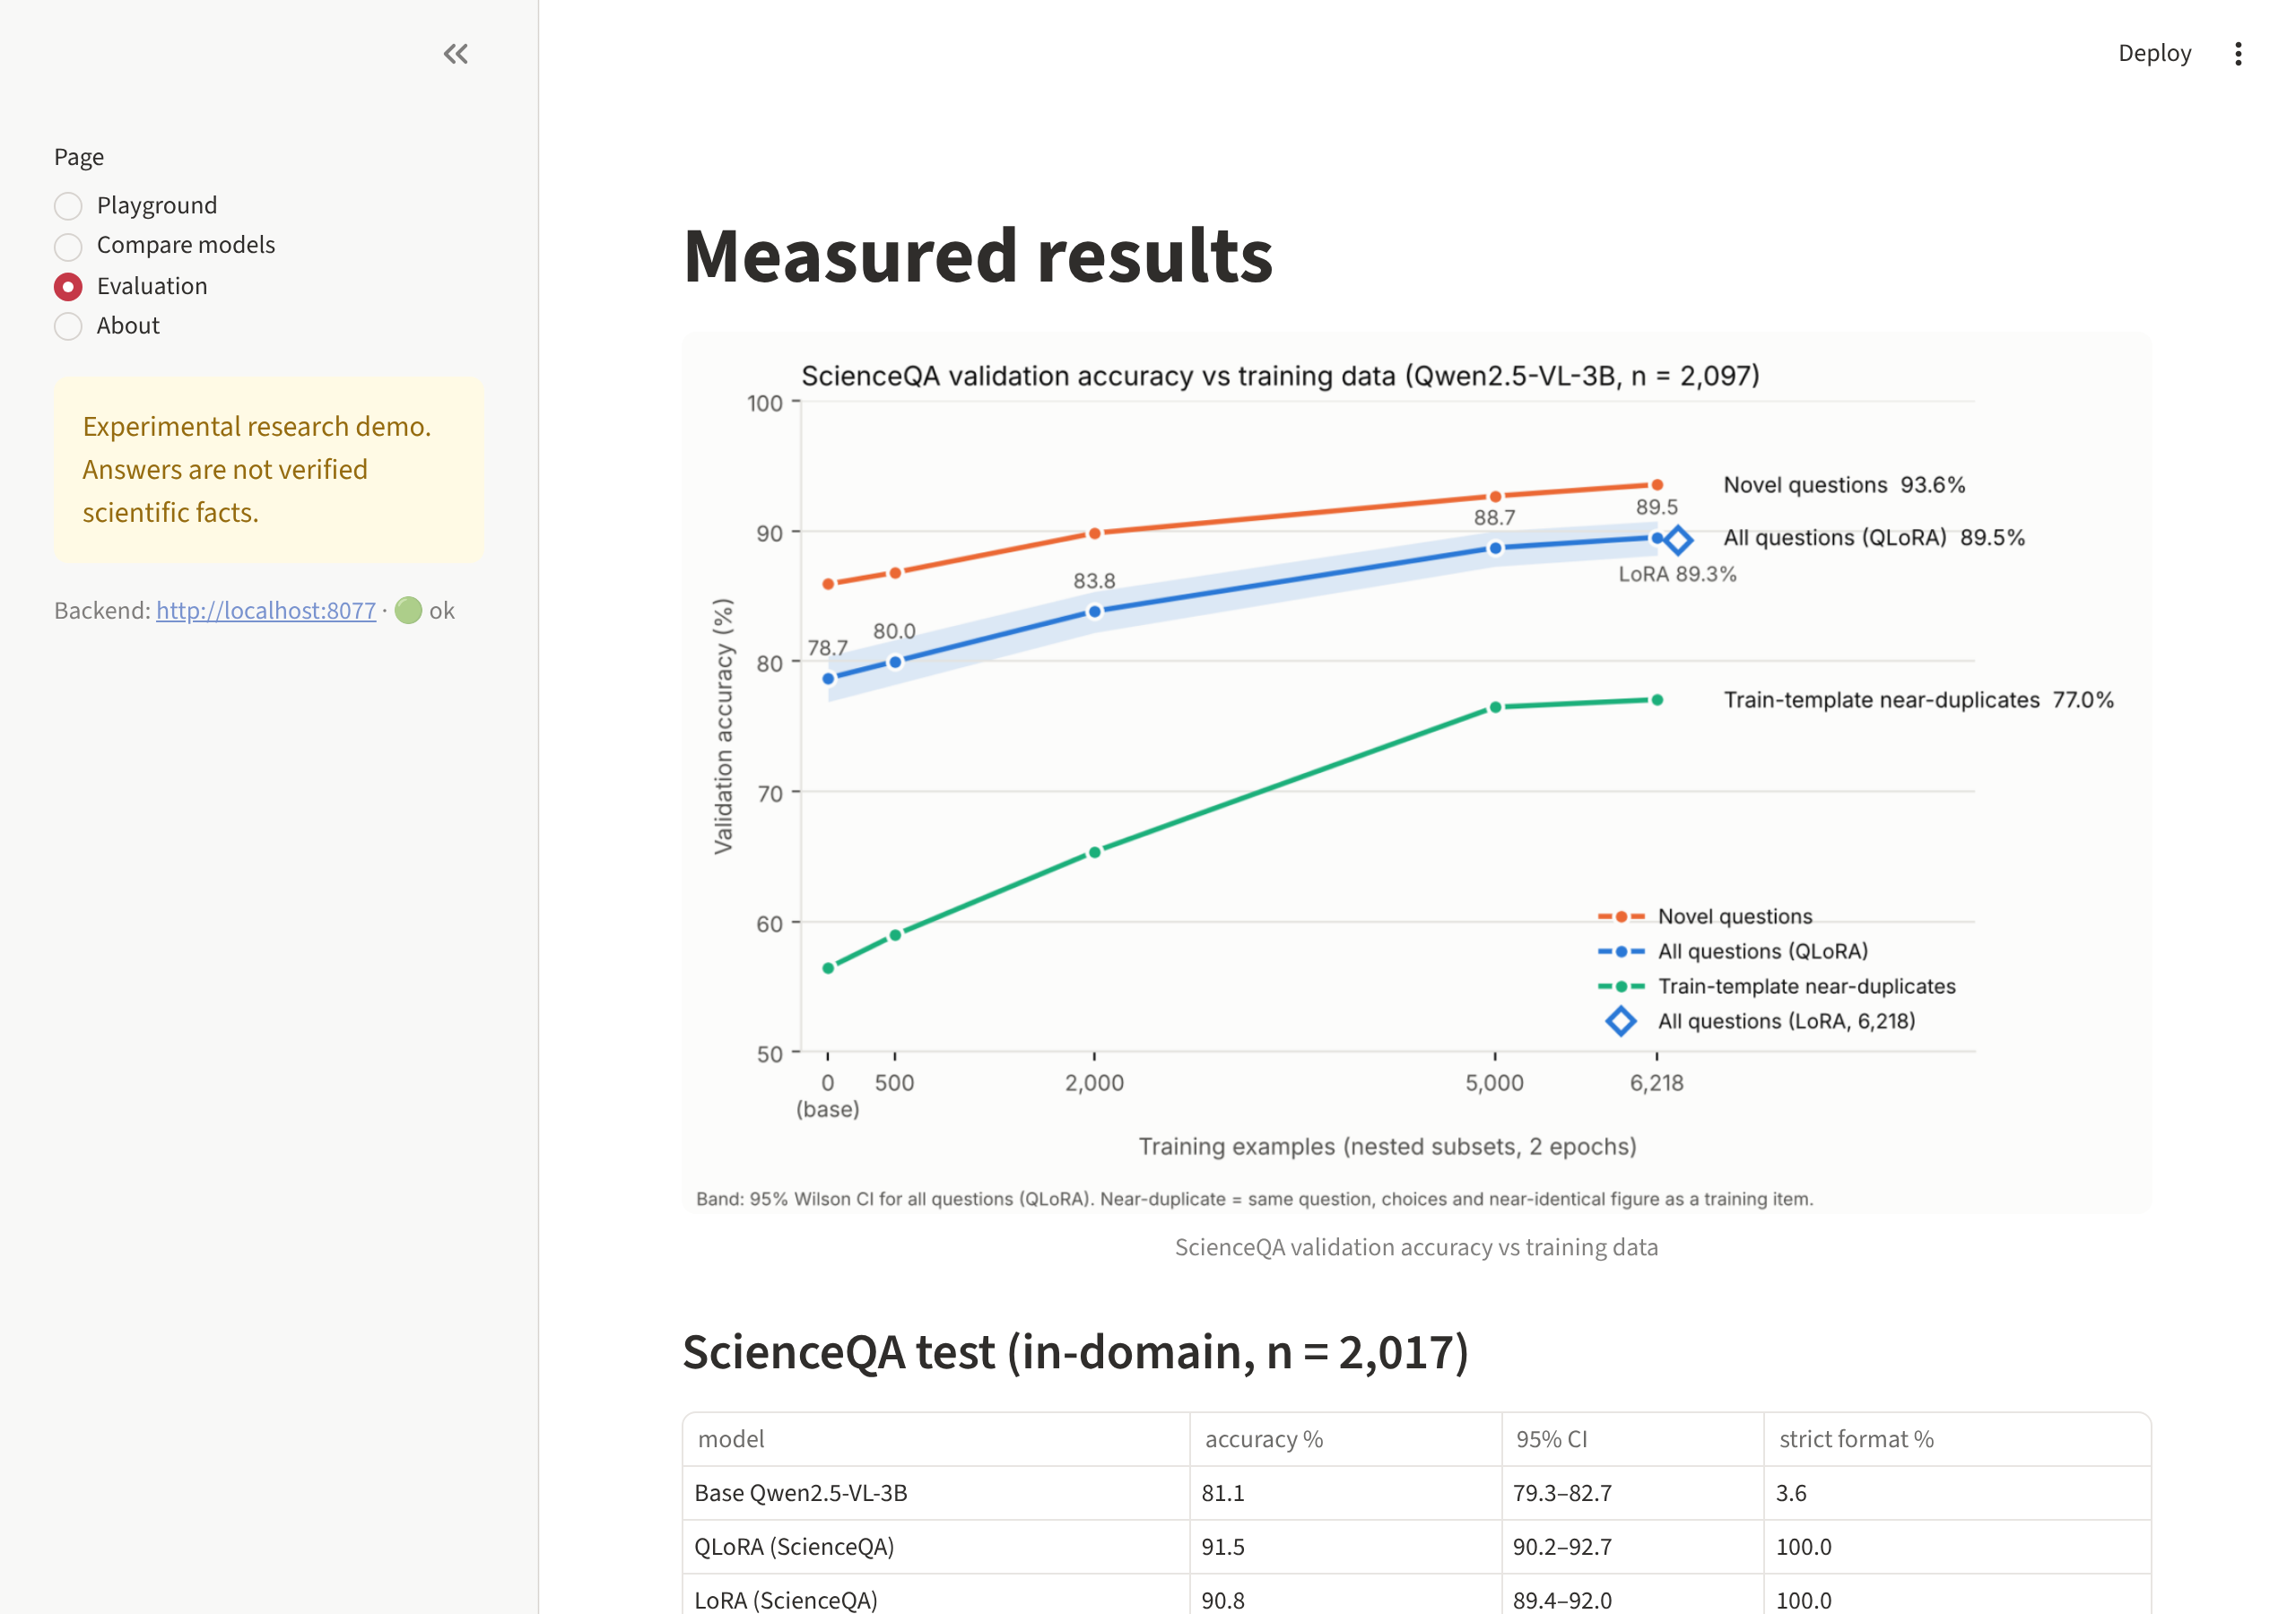 Deploy
Page
Playground
Compare models
Evaluation
About
Experimental research demo.
Answers are not verified
scientific facts.
Backend: http://localhost:8077 · ok
Measured results
ScienceQA validation accuracy vs training data (Qwen2.5-VL-3B, n = 2,097)
Validation accuracy (%)
100
90
80
70
60
50
78.7
80.0
83.8
88.7
89.5
Novel questions 93.6%
All questions (QLoRA) 89.5%
LoRA 89.3%
Train-template near-duplicates 77.0%
Novel questions
All questions (QLoRA)
Train-template near-duplicates
All questions (LoRA, 6,218)
0 500 2,000 5,000 6,218
(base)
Training examples (nested subsets, 2 epochs)
Band: 95% Wilson CI for all questions (QLoRA). Near-duplicate = same question, choices and near-identical figure as a training item.
ScienceQA validation accuracy vs training data
ScienceQA test (in-domain, n = 2,017)
model accuracy % 95% CI strict format %
Base Qwen2.5-VL-3B 81.1 79.3–82.7 3.6
QLoRA (ScienceQA) 91.5 90.2–92.7 100.0
LoRA (ScienceQA) 90.8 89.4–92.0 100.0